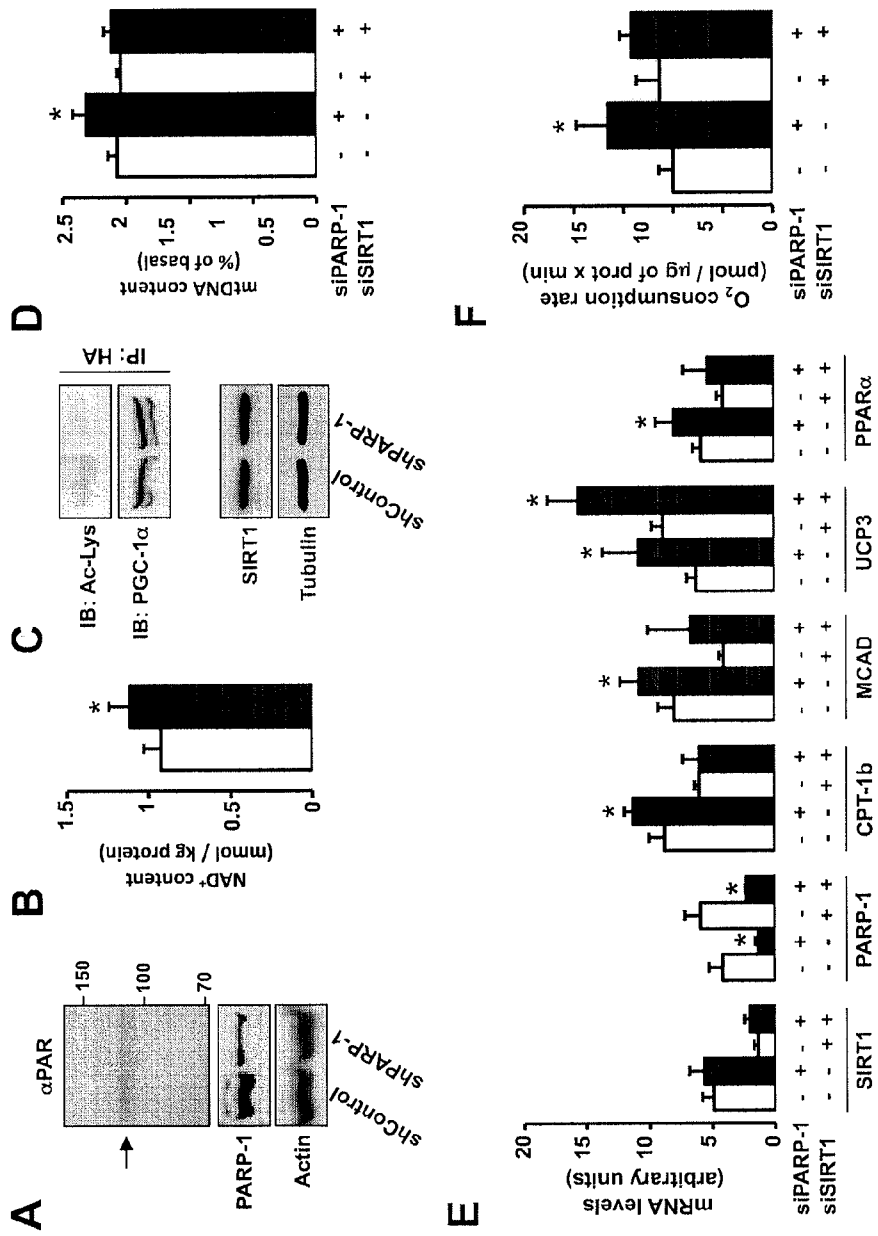 A
αPAR
150
100
70
PARP-1
Actin
shControl
shPARP-1
B
NAD+ content
(mmol / kg protein)
1.5
1
0.5
0
*
C
IB: Ac-Lys
IB: PGC-1α
IP: HA
SIRT1
Tubulin
shControl
shPARP-1
D
mtDNA content
(% of basal)
2.5
2
1.5
1
0.5
0
*
siPARP-1 - + - +
siSIRT1 - - + +
E
mRNA levels
(arbitrary units)
20
15
10
5
0
* * * * * * *
siPARP-1 - + - + - + - + - + - + - + - + - + - + - + - +
siSIRT1 - - + + - - + + - - + + - - + + - - + + - - + +
SIRT1 PARP-1 CPT-1b MCAD UCP3 PPARα
F
O2 consumption rate
(pmol / µg of prot x min)
20
15
10
5
0
*
siPARP-1 - + - +
siSIRT1 - - + +